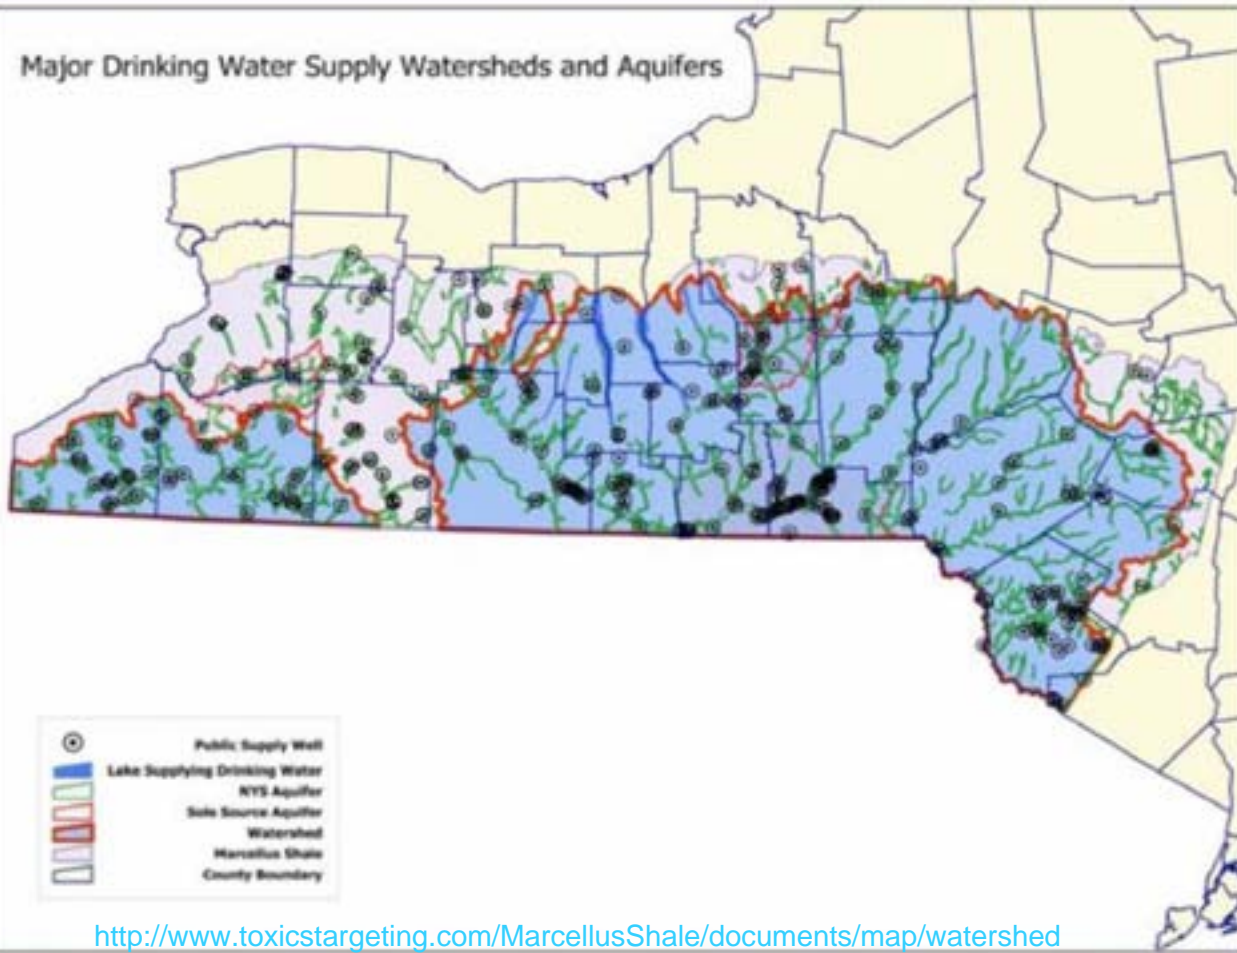 Major Drinking Water Supply Watersheds and Aquifers
Public Supply Well
Lake Supplying Drinking Water
NYS Aquifer
Sole Source Aquifer
Watershed
Marcellus Shale
County Boundary
http://www.toxicstargeting.com/MarcellusShale/documents/map/watershed